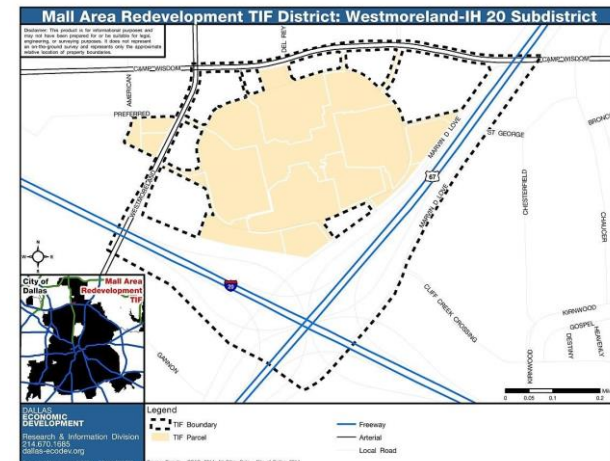 Mall Area Redevelopment TIF District: Westmoreland-IH 20 Subdistrict
Disclaimer: This product is for informational purposes and
may not have been prepared for or be suitable for legal,
engineering, or surveying purposes. It does not represent
an on-the-ground survey and represents only the approximate
relative location of property boundaries.
DEL REY
CAMP WISDOM
CAMP WISDOM
AMERICAN
PREFERRED
WESTMORELAND
MARVIN D LOVE
ST GEORGE
67
MARVIN D LOVE
CHESTERFIELD
CHAUCER
N
W
E
S
20
City of
Dallas
Mall Area
Redevelopment
TIF
CLIFF CREEK CROSSING
GANNON
KIRNWOOD
GOSPEL
HEAVENLY
DESTINY
KIRNWOOD
0
0.1
0.2
DALLAS
ECONOMIC
DEVELOPMENT
Research & Information Division
214.670.1685
dallas-ecodev.org
Legend
TIF Boundary
TIF Parcel
Freeway
Arterial
Local Road